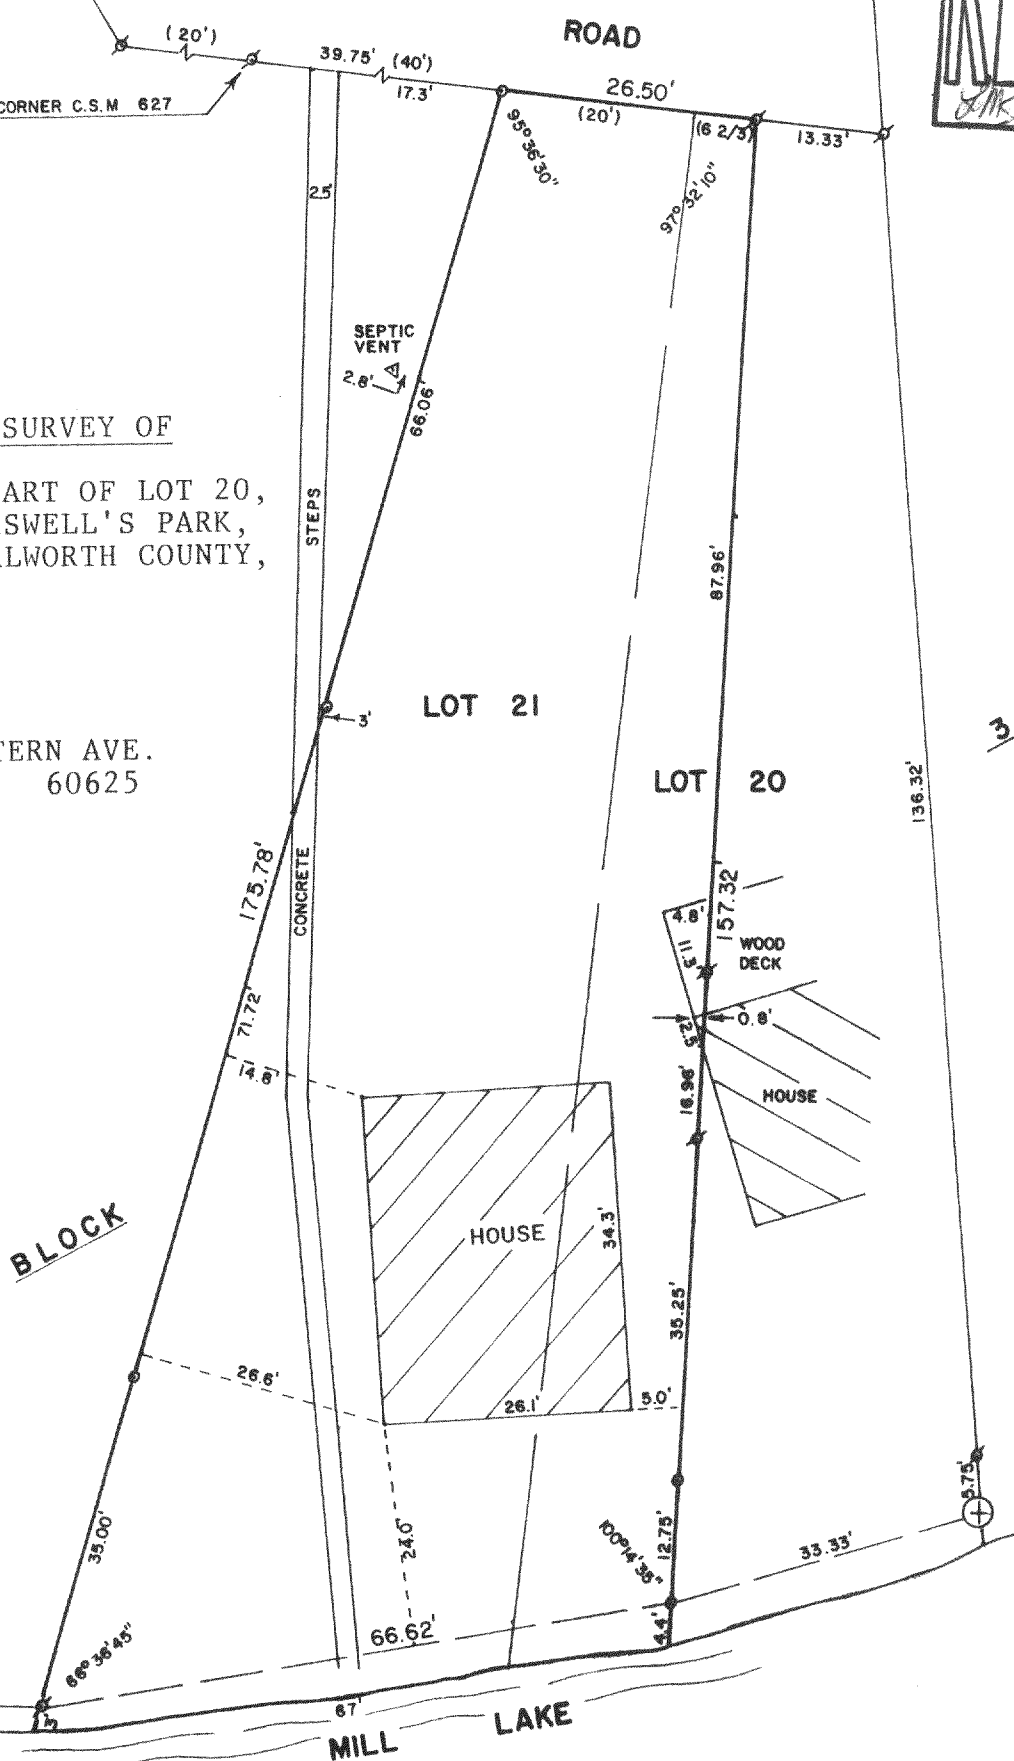 ROAD
(20')
39.75' (40')
17.3'
26.50'
(20')
(6 2/3)
13.33'
CORNER C.S.M 627
95°36'30"
97°32'10"
2.5'
SEPTIC
VENT
2.8'
66.06'
SURVEY OF
ART OF LOT 20,
SWELL'S PARK,
LWORTH COUNTY,
STEPS
87.96'
LOT 21
3'
3
TERN AVE.
60625
LOT 20
136.32'
175.78'
CONCRETE
157.32'
4.8'
11.3'
WOOD
DECK
71.72'
14.8'
0.8'
2.5'
16.96'
HOUSE
BLOCK
HOUSE
34.3'
35.25'
26.6'
26.1'
5.0'
35.00'
24.0'
100°14'38"
12.75'
5.75'
33.33'
66°36'45"
66.62'
4.4'
3'
67'
MILL LAKE